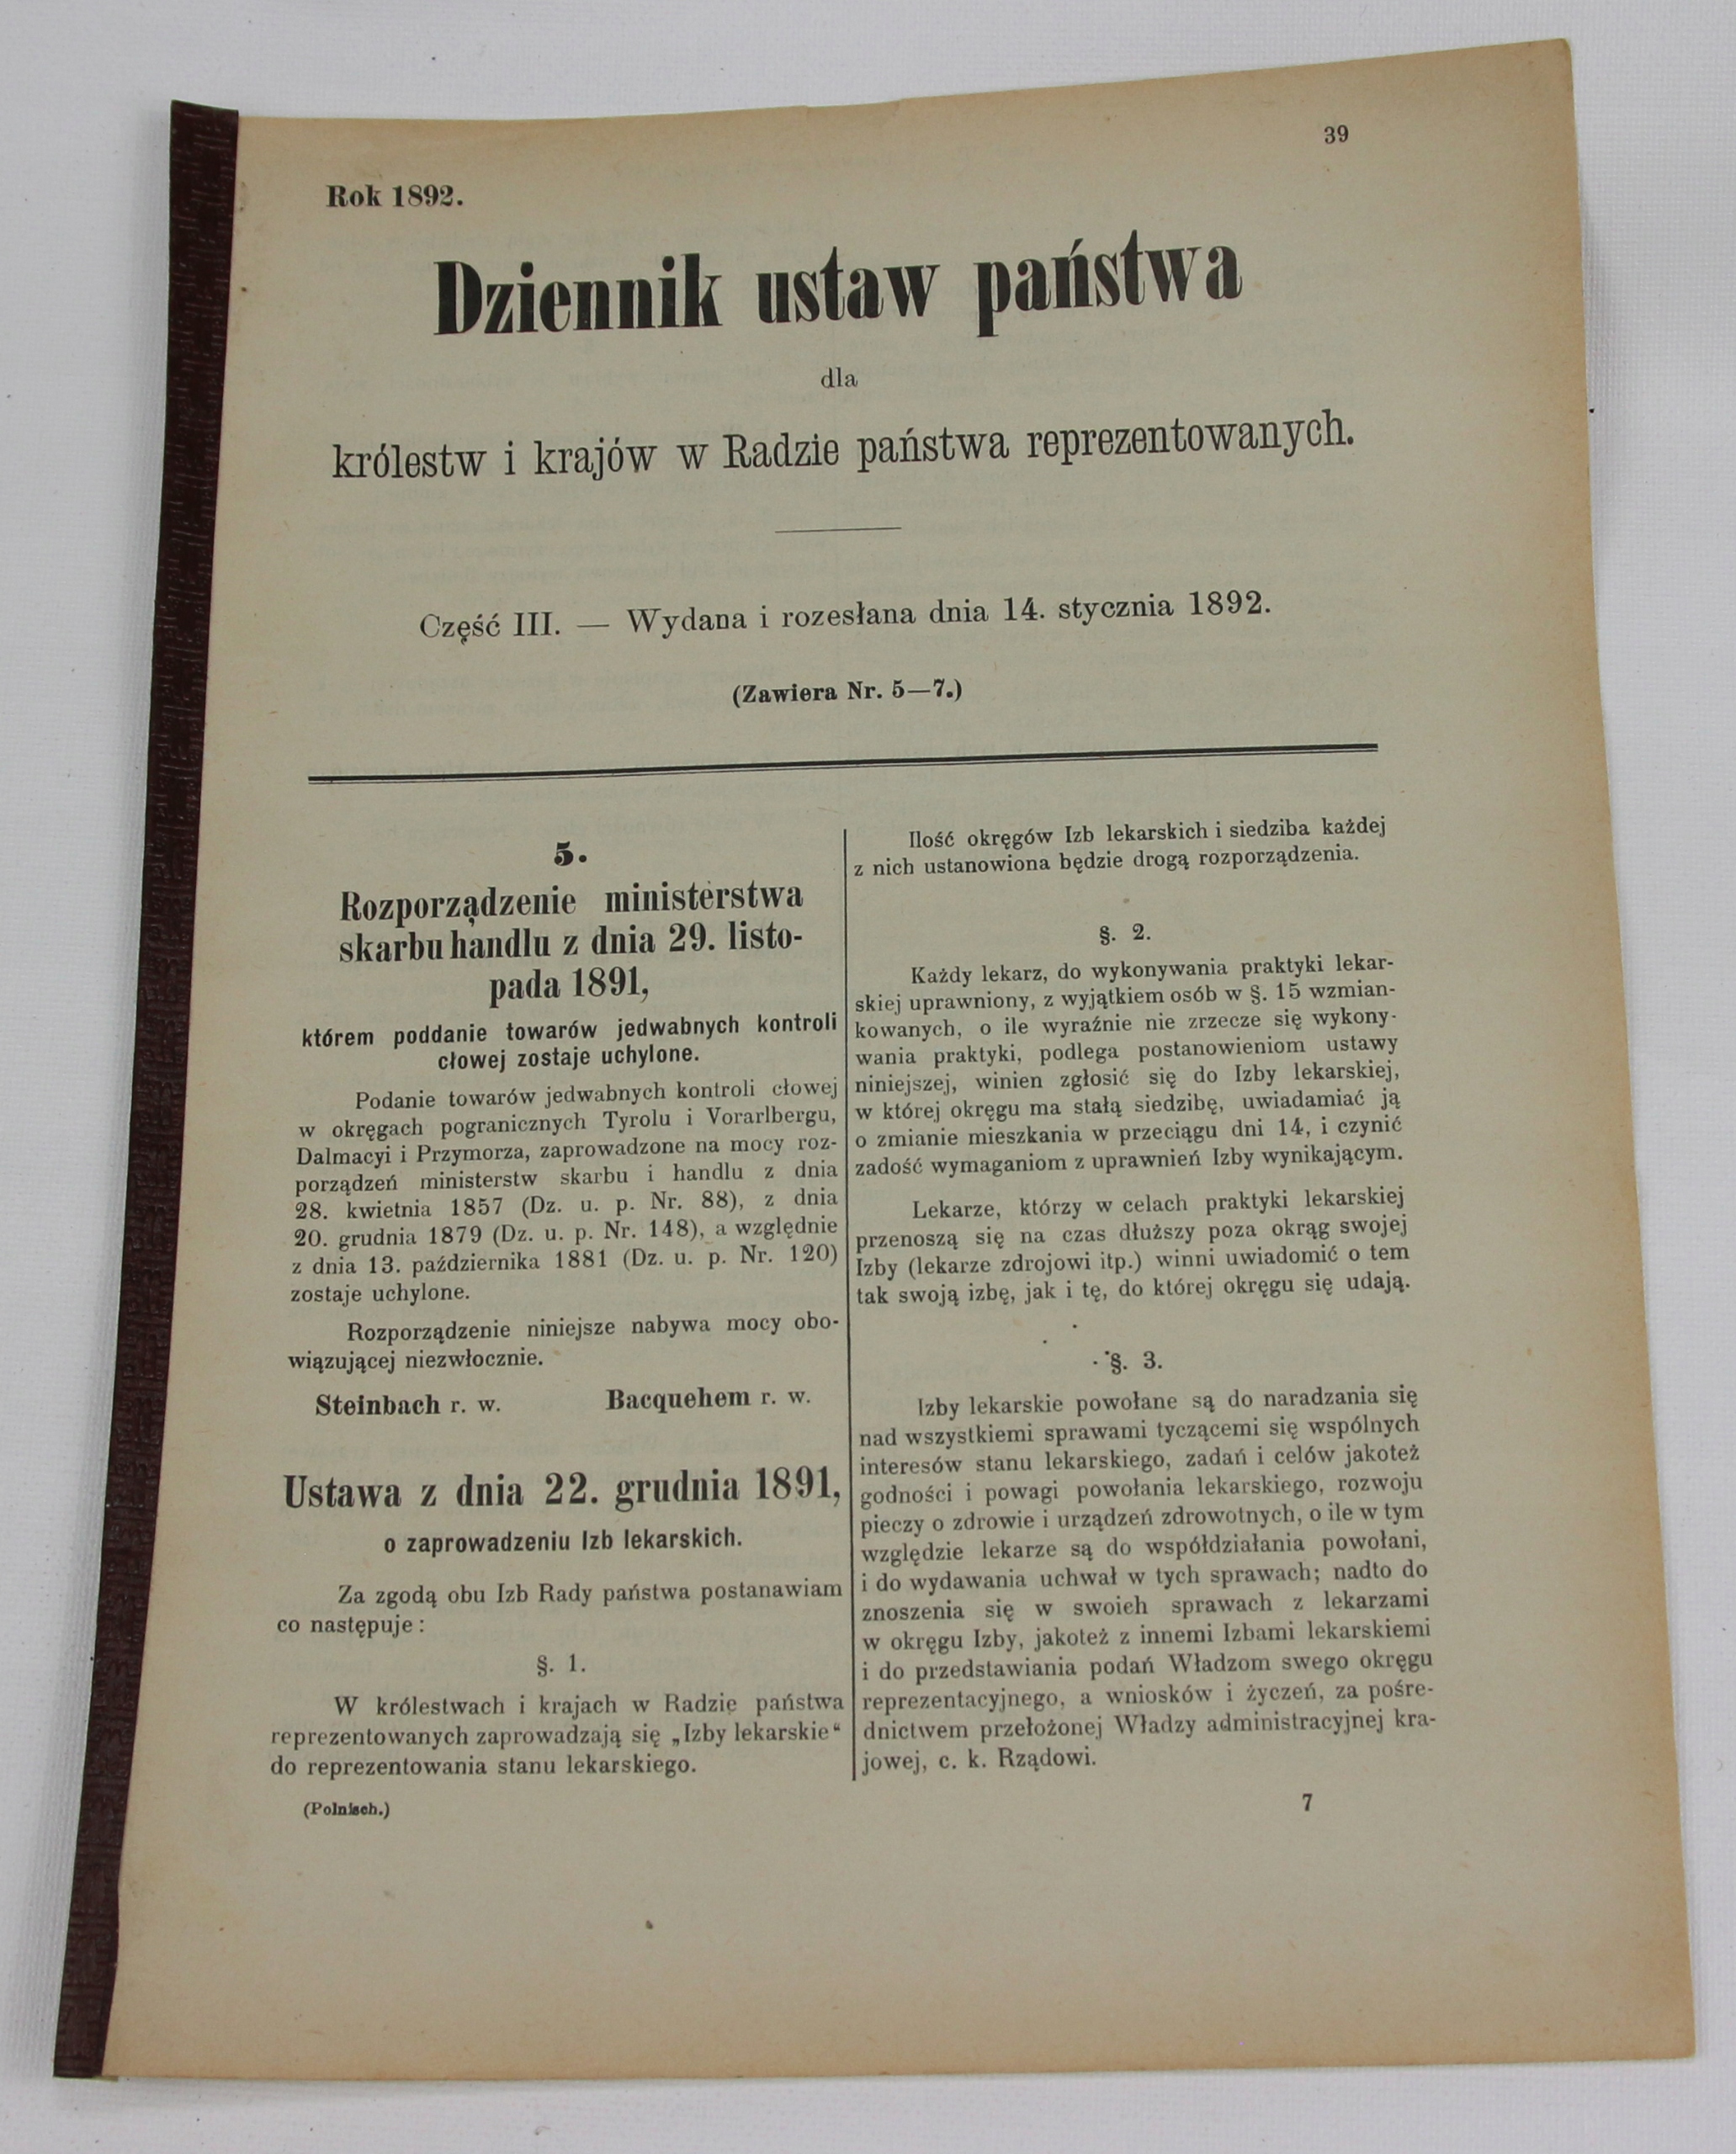 39
Rok 1892.
Dziennik ustaw państwa
dla
królestw i krajów w Radzie państwa reprezentowanych.
Część III. — Wydana i rozesłana dnia 14. stycznia 1892.
(Zawiera Nr. 5—7.)
5.
Rozporządzenie ministerstwa
skarbu handlu z dnia 29. listo-
pada 1891,
którem poddanie towarów jedwabnych kontroli
cłowej zostaje uchylone.
Podanie towarów jedwabnych kontroli cłowej
w okręgach pogranicznych Tyrolu i Vorarlbergu,
Dalmacyi i Przymorza, zaprowadzone na mocy roz-
porządzeń ministerstw skarbu i handlu z dnia
28. kwietnia 1857 (Dz. u. p. Nr. 88), z dnia
20. grudnia 1879 (Dz. u. p. Nr. 148), a względnie
z dnia 13. października 1881 (Dz. u. p. Nr. 120)
zostaje uchylone.
Rozporządzenie niniejsze nabywa mocy obo-
wiązującej niezwłocznie.
Steinbach r. w. Bacquehem r. w.
Ustawa z dnia 22. grudnia 1891,
o zaprowadzeniu Izb lekarskich.
Za zgodą obu Izb Rady państwa postanawiam
co następuje:
§. 1.
W królestwach i krajach w Radzie państwa
reprezentowanych zaprowadzają się „Izby lekarskie“
do reprezentowania stanu lekarskiego.
(Polnisch.)
Ilość okręgów Izb lekarskich i siedziba każdej
z nich ustanowiona będzie drogą rozporządzenia.
§. 2.
Każdy lekarz, do wykonywania praktyki lekar-
skiej uprawniony, z wyjątkiem osób w §. 15 wzmian-
kowanych, o ile wyraźnie nie zrzecze się wykony-
wania praktyki, podlega postanowieniom ustawy
niniejszej, winien zgłosić się do Izby lekarskiej,
w której okręgu ma stałą siedzibę, uwiadamiać ją
o zmianie mieszkania w przeciągu dni 14, i czynić
zadość wymaganiom z uprawnień Izby wynikającym.
Lekarze, którzy w celach praktyki lekarskiej
przenoszą się na czas dłuższy poza okrąg swojej
Izby (lekarze zdrojowi itp.) winni uwiadomić o tem
tak swoją izbę, jak i tę, do której okręgu się udają.
§. 3.
Izby lekarskie powołane są do naradzania się
nad wszystkiemi sprawami tyczącemi się wspólnych
interesów stanu lekarskiego, zadań i celów jakoteż
godności i powagi powołania lekarskiego, rozwoju
pieczy o zdrowie i urządzeń zdrowotnych, o ile w tym
względzie lekarze są do współdziałania powołani,
i do wydawania uchwał w tych sprawach; nadto do
znoszenia się w swoich sprawach z lekarzami
w okręgu Izby, jakoteż z innemi Izbami lekarskiemi
i do przedstawiania podań Władzom swego okręgu
reprezentacyjnego, a wniosków i życzeń, za pośre-
dnictwem przełożonej Władzy administracyjnej kra-
jowej, c. k. Rządowi.
7